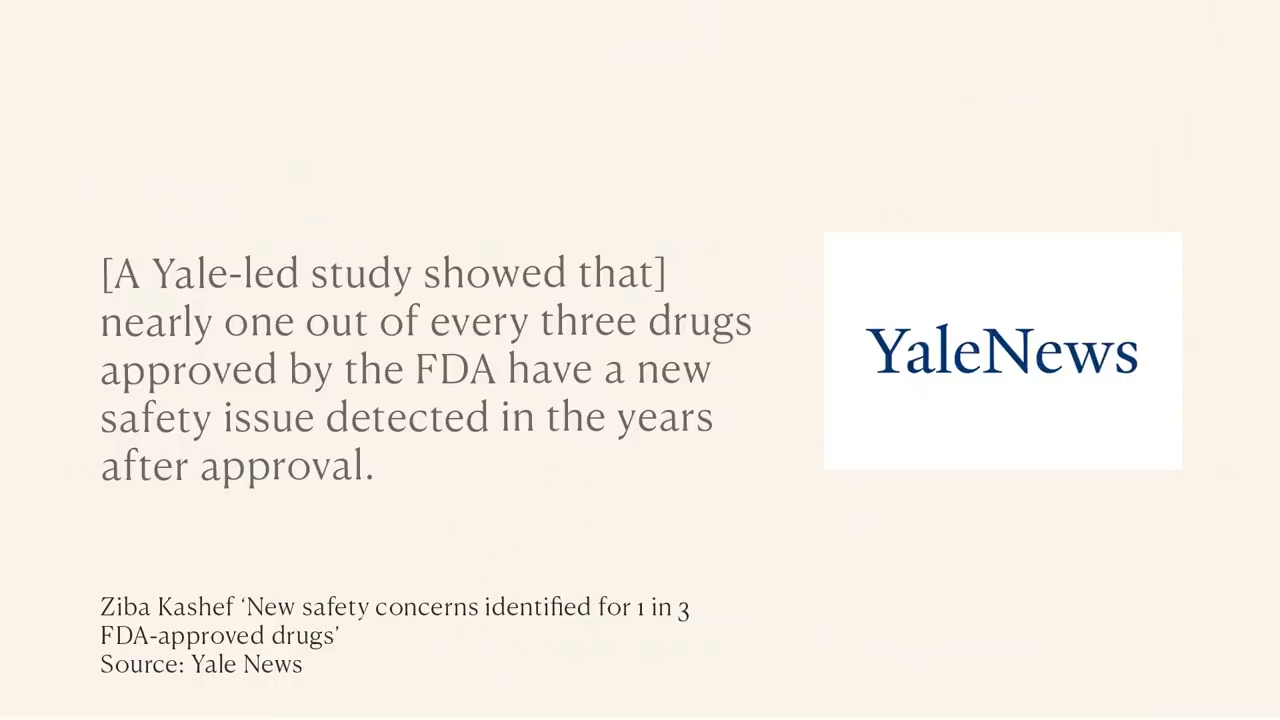 [A Yale-led study showed that]
nearly one out of every three drugs
approved by the FDA have a new
safety issue detected in the years
after approval.
YaleNews
Ziba Kashef ‘New safety concerns identified for 1 in 3
FDA-approved drugs’
Source: Yale News